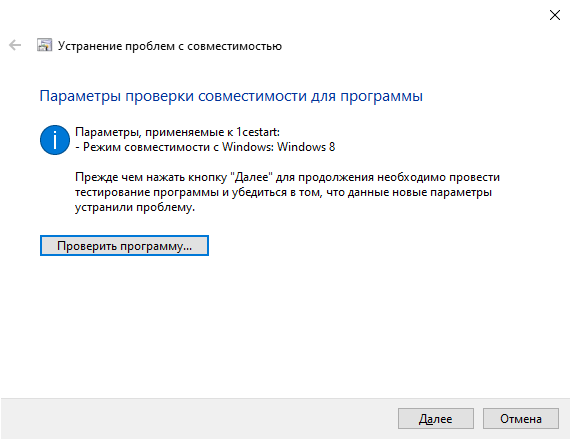 Устранение проблем с совместимостью
Параметры проверки совместимости для программы
Параметры, применяемые к 1cestart:
- Режим совместимости с Windows: Windows 8
Прежде чем нажать кнопку "Далее" для продолжения необходимо провести
тестирование программы и убедиться в том, что данные новые параметры
устранили проблему.
Проверить программу...
Далее
Отмена